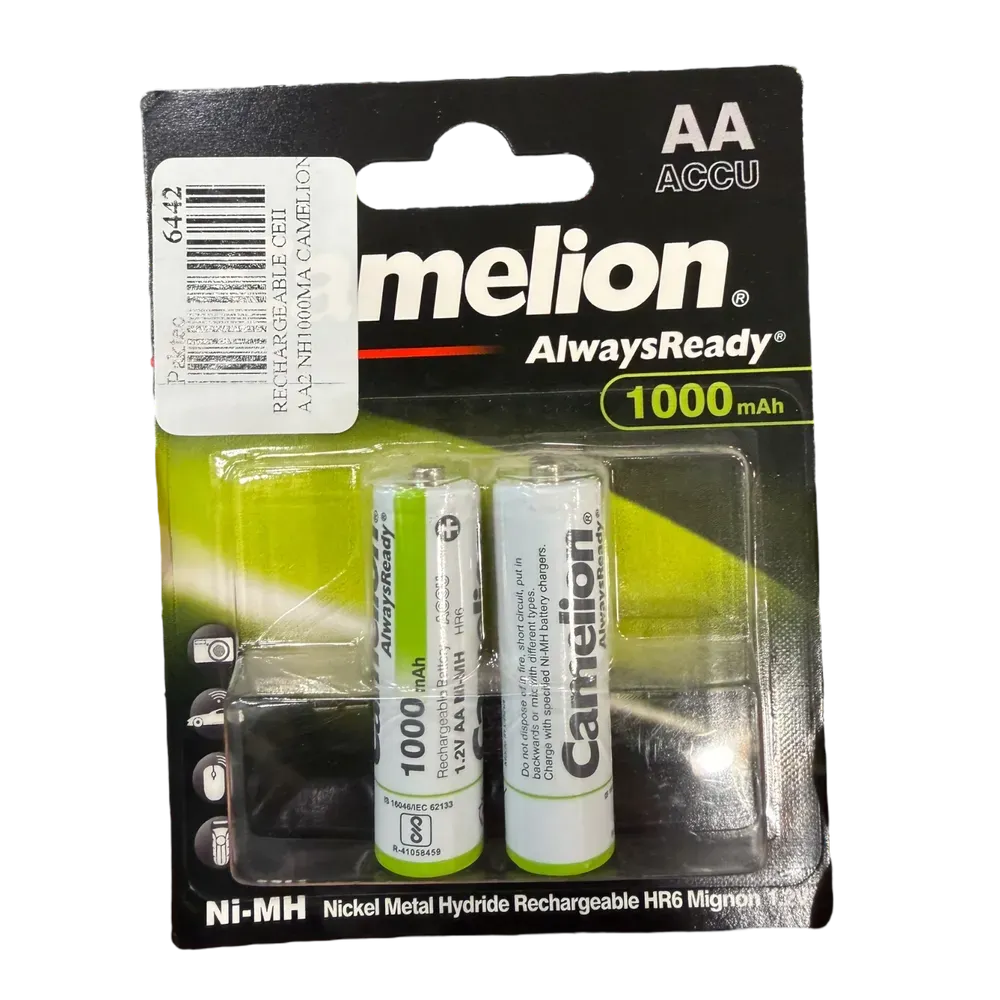 AA
ACCU
amelion®
AlwaysReady®
1000 mAh
6442
RECHARGEABLE CEII
AA2 NH1000MA CAMELION
AlwaysReady®
1000 mAh
Rechargeable Battery ACCU
1.2V AA Ni-MH HR6
IS 16046/IEC 62133
R-41058459
Do not dispose of in fire, short circuit, put in
backwards or mix with different types.
Charge with specified Ni-MH battery chargers.
Camelion®
AlwaysReady®
Ni-MH Nickel Metal Hydride Rechargeable HR6 Mignon